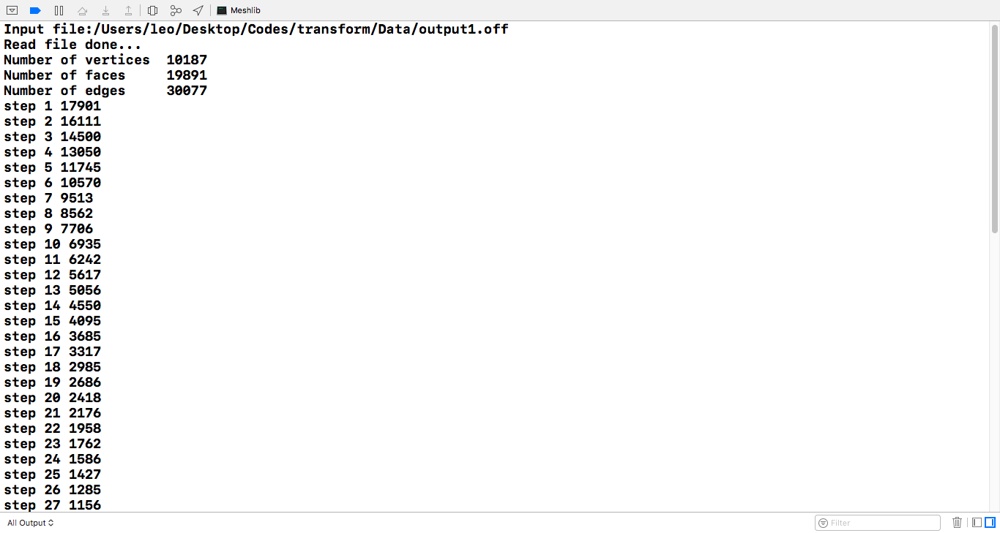 Meshlib
Input file:/Users/leo/Desktop/Codes/transform/Data/output1.off
Read file done...
Number of vertices  10187
Number of faces     19891
Number of edges     30077
step 1 17901
step 2 16111
step 3 14500
step 4 13050
step 5 11745
step 6 10570
step 7 9513
step 8 8562
step 9 7706
step 10 6935
step 11 6242
step 12 5617
step 13 5056
step 14 4550
step 15 4095
step 16 3685
step 17 3317
step 18 2985
step 19 2686
step 20 2418
step 21 2176
step 22 1958
step 23 1762
step 24 1586
step 25 1427
step 26 1285
step 27 1156
All Output
Filter